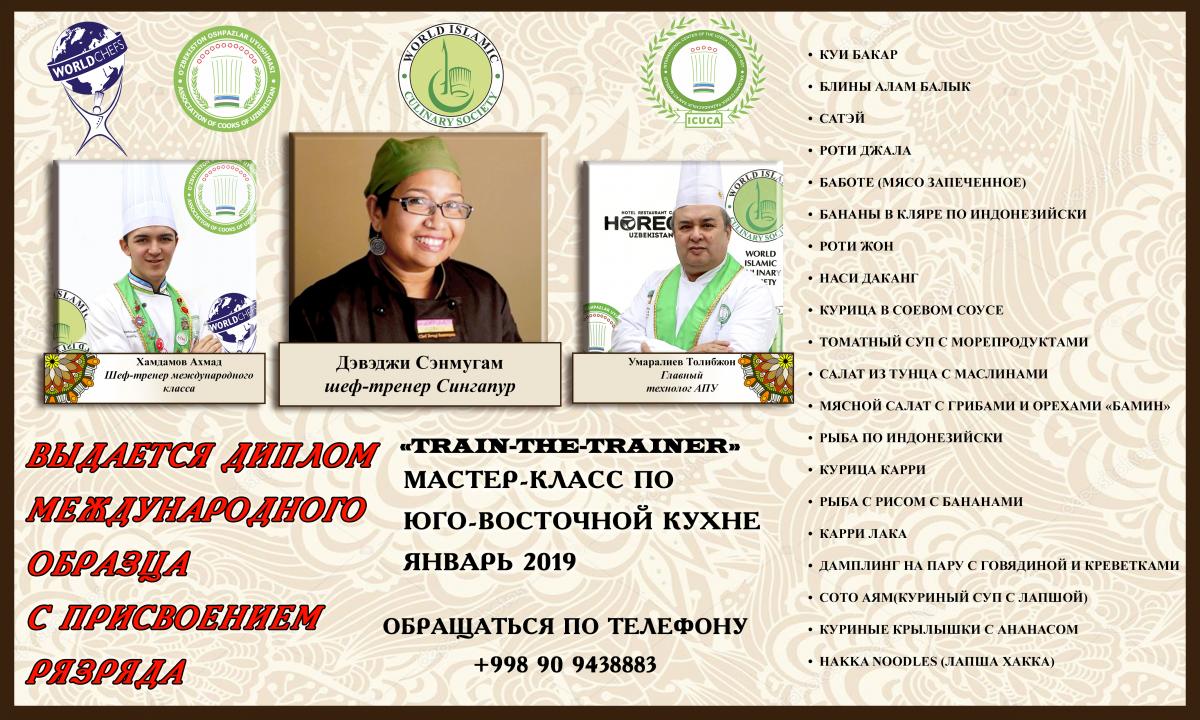 WORLDCHEFS
O'ZBEKISTON OSHPAZLAR UYUSHMASI
ASSOCIATION OF COOKS OF UZBEKISTAN
WORLD ISLAMIC
CULINARY SOCIETY
ICUCA
HOTEL RESTAURANT
UZBEKISTAN
WORLD
ISLAMIC
Хамдамов Ахмад
Шеф-тренер международного
класса
Дэвэджи Сэнмугам
шеф-тренер Сингапур
Умаралиев Толибжон
Главный
технолог АПУ
ВЫДАЕТСЯ ДИПЛОМ
МЕЖДУНАРОДНОГО
ОБРАЗЦА
С ПРИСВОЕНИЕМ
РЯЗРЯДА
«TRAIN-THE-TRAINER»
МАСТЕР-КЛАСС ПО
ЮГО-ВОСТОЧНОЙ КУХНЕ
ЯНВАРЬ 2019
ОБРАЩАТЬСЯ ПО ТЕЛЕФОНУ
+998 90 9438883
• КУИ БАКАР
• БЛИНЫ АЛАМ БАЛЫК
• САТЭЙ
• РОТИ ДЖАЛА
• БАБОТЕ (МЯСО ЗАПЕЧЕННОЕ)
• БАНАНЫ В КЛЯРЕ ПО ИНДОНЕЗИЙСКИ
• РОТИ ЖОН
• НАСИ ДАКАНГ
• КУРИЦА В СОЕВОМ СОУСЕ
• ТОМАТНЫЙ СУП С МОРЕПРОДУКТАМИ
• САЛАТ ИЗ ТУНЦА С МАСЛИНАМИ
• МЯСНОЙ САЛАТ С ГРИБАМИ И ОРЕХАМИ «БАМИН»
• РЫБА ПО ИНДОНЕЗИЙСКИ
• КУРИЦА КАРРИ
• РЫБА С РИСОМ С БАНАНАМИ
• КАРРИ ЛАКА
• ДАМПЛИНГ НА ПАРУ С ГОВЯДИНОЙ И КРЕВЕТКАМИ
• СОТО АЯМ(КУРИНЫЙ СУП С ЛАПШОЙ)
• КУРИНЫЕ КРЫЛЫШКИ С АНАНАСОМ
• HAKKA NOODLES (ЛАПША ХАККА)